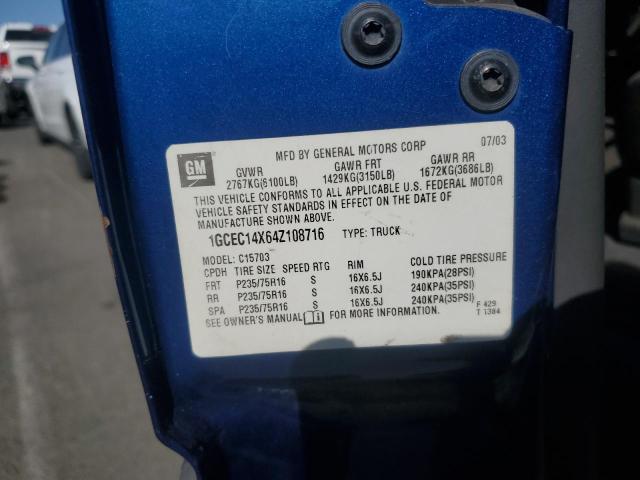 GM
MFD BY GENERAL MOTORS CORP 07/03
GVWR GAWR FRT GAWR RR
2767KG(6100LB) 1429KG(3150LB) 1672KG(3686LB)
THIS VEHICLE CONFORMS TO ALL APPLICABLE U.S. FEDERAL MOTOR
VEHICLE SAFETY STANDARDS IN EFFECT ON THE DATE OF
MANUFACTURE SHOWN ABOVE.
1GCEC14X64Z108716 TYPE: TRUCK
MODEL: C15703
CPDH TIRE SIZE SPEED RTG RIM COLD TIRE PRESSURE
FRT P235/75R16 S 16X6.5J 190KPA(28PSI)
RR P235/75R16 S 16X6.5J 240KPA(35PSI)
SPA P235/75R16 S 16X6.5J 240KPA(35PSI)
SEE OWNER'S MANUAL FOR MORE INFORMATION. F 429
T 1384